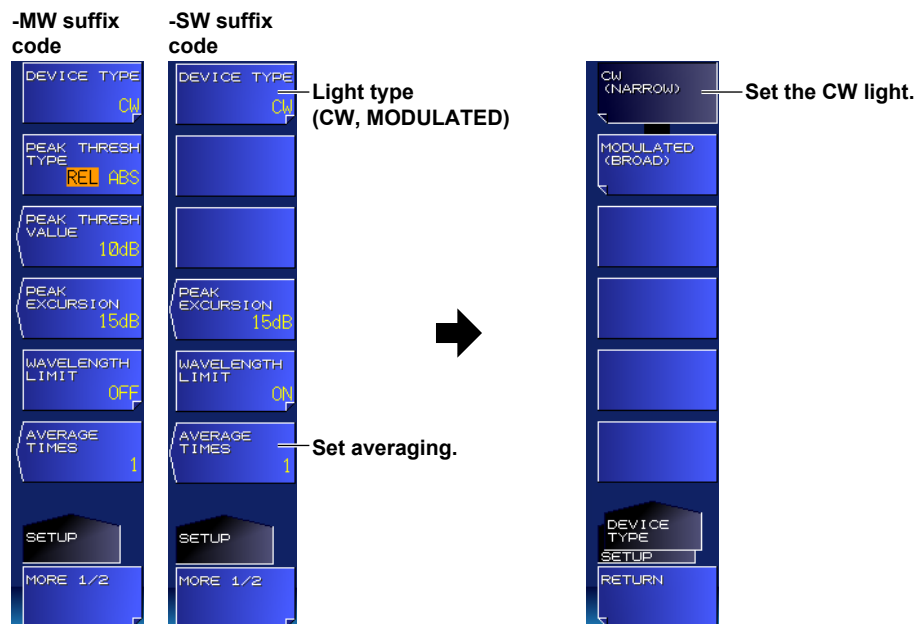 -MW suffix
code
DEVICE TYPE
CW
PEAK THRESH
TYPE
REL ABS
PEAK THRESH
VALUE
10dB
PEAK
EXCURSION
15dB
WAVELENGTH
LIMIT
OFF
AVERAGE
TIMES
1
SETUP
MORE 1/2
-SW suffix
code
DEVICE TYPE
CW
Light type
(CW, MODULATED)
PEAK
EXCURSION
15dB
WAVELENGTH
LIMIT
ON
AVERAGE
TIMES
1
Set averaging.
SETUP
MORE 1/2
CW
(NARROW)
Set the CW light.
MODULATED
(BROAD)
DEVICE
TYPE
SETUP
RETURN